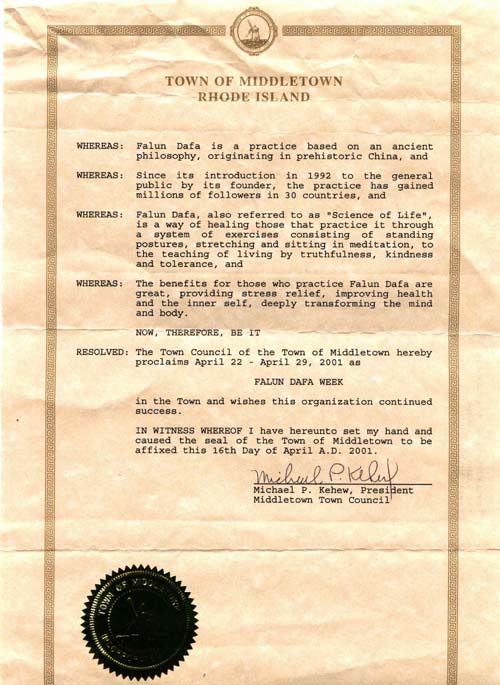 TOWN OF MIDDLETOWN
RHODE ISLAND
WHEREAS: Falun Dafa is a practice based on an ancient
philosophy, originating in prehistoric China, and
WHEREAS: Since its introduction in 1992 to the general
public by its founder, the practice has gained
millions of followers in 30 countries, and
WHEREAS: Falun Dafa, also referred to as "Science of Life",
is a way of healing those that practice it through
a system of exercises consisting of standing
postures, stretching and sitting in meditation, to
the teaching of living by truthfulness, kindness
and tolerance, and
WHEREAS: The benefits for those who practice Falun Dafa are
great, providing stress relief, improving health
and the inner self, deeply transforming the mind
and body.
NOW, THEREFORE, BE IT
RESOLVED: The Town Council of the Town of Middletown hereby
proclaims April 22 - April 29, 2001 as
FALUN DAFA WEEK
in the Town and wishes this organization continued
success.
IN WITNESS WHEREOF I have hereunto set my hand and
caused the seal of the Town of Middletown to be
affixed this 16th Day of April A.D. 2001.
Michael P. Kehew
Michael P. Kehew, President
Middletown Town Council
TOWN OF MIDDLETOWN